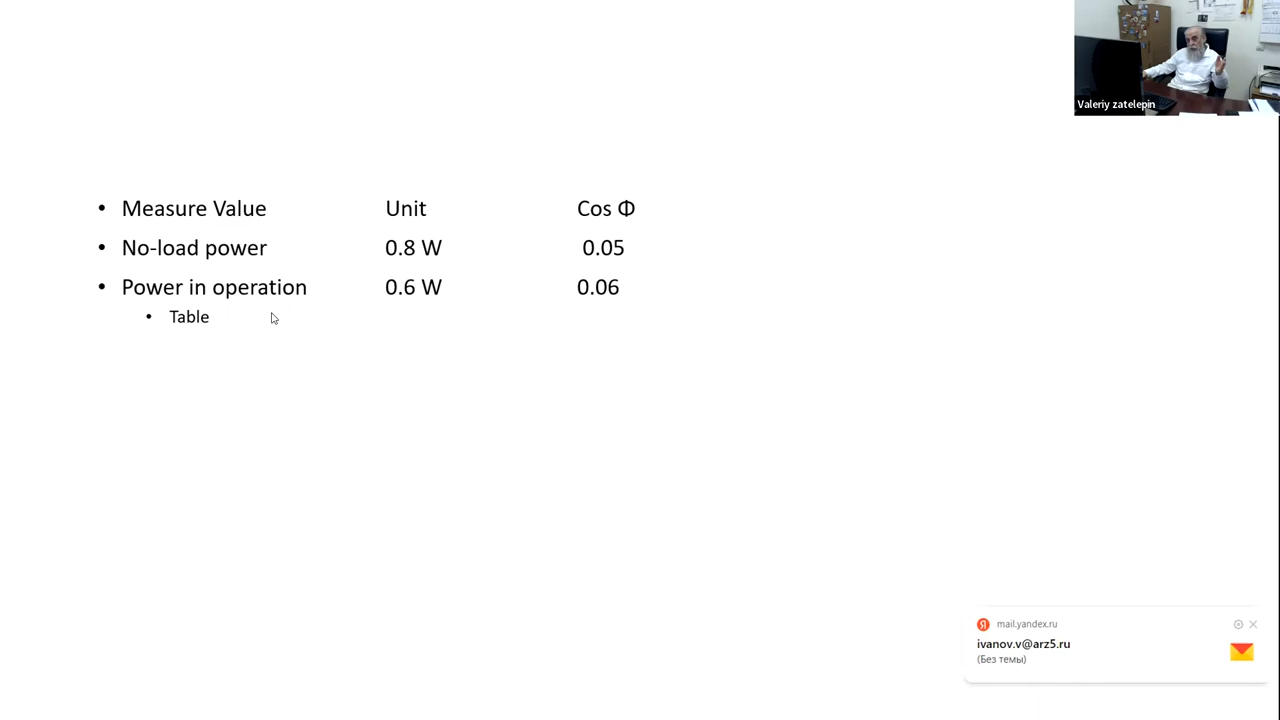 Valeriy zatelepin
• Measure Value Unit Cos Φ
• No-load power 0.8 W 0.05
• Power in operation 0.6 W 0.06
• Table
Я mail.yandex.ru
ivanov.v@arz5.ru
(Без темы)